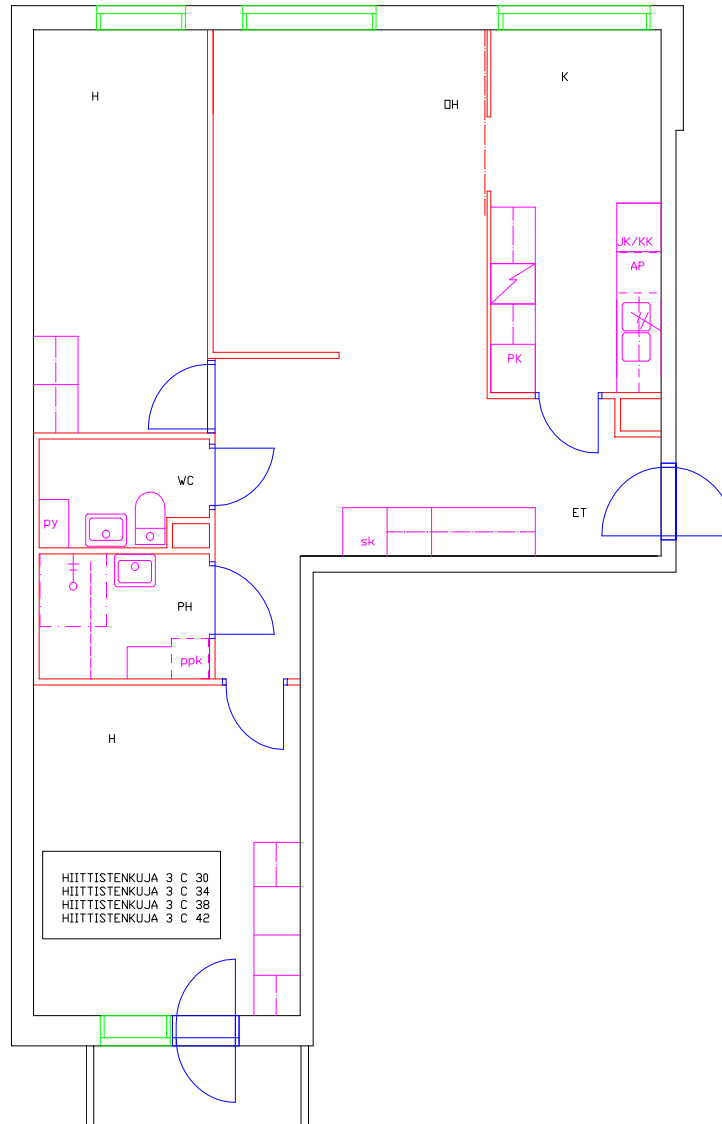 K
H
OH
JK/KK
AP
PK
WC
py
ET
sk
PH
ppk
H
HIITTISTENKUJA 3 C 30
HIITTISTENKUJA 3 C 34
HIITTISTENKUJA 3 C 38
HIITTISTENKUJA 3 C 42